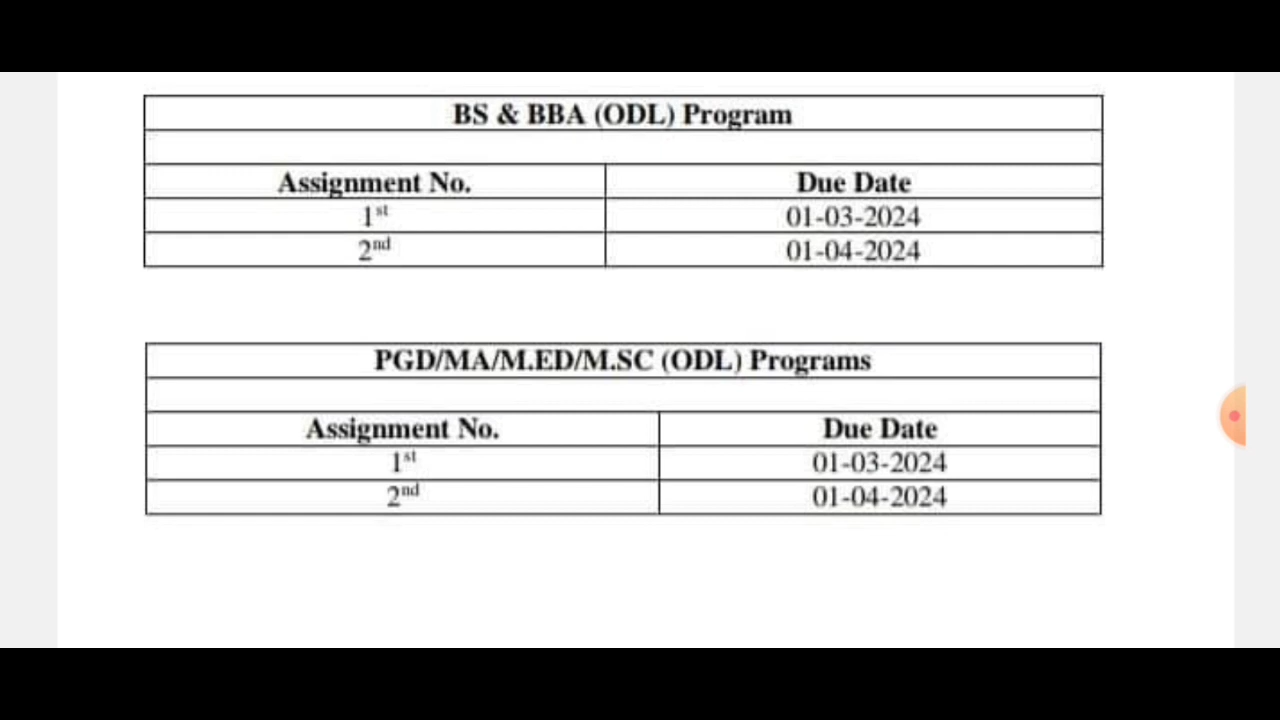 BS & BBA (ODL) Program
Assignment No. Due Date
1st 01-03-2024
2nd 01-04-2024
PGD/MA/M.ED/M.SC (ODL) Programs
Assignment No. Due Date
1st 01-03-2024
2nd 01-04-2024